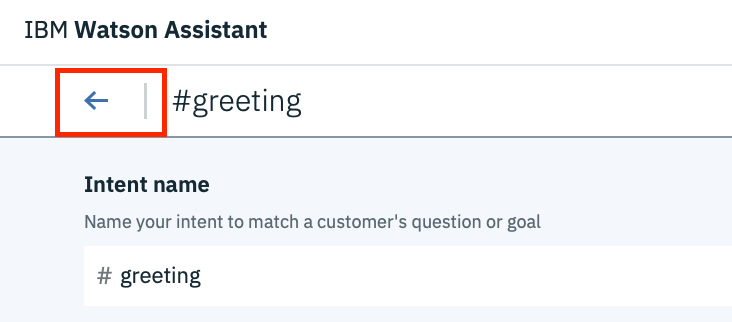 IBM Watson Assistant
#greeting
Intent name
Name your intent to match a customer's question or goal
# greeting